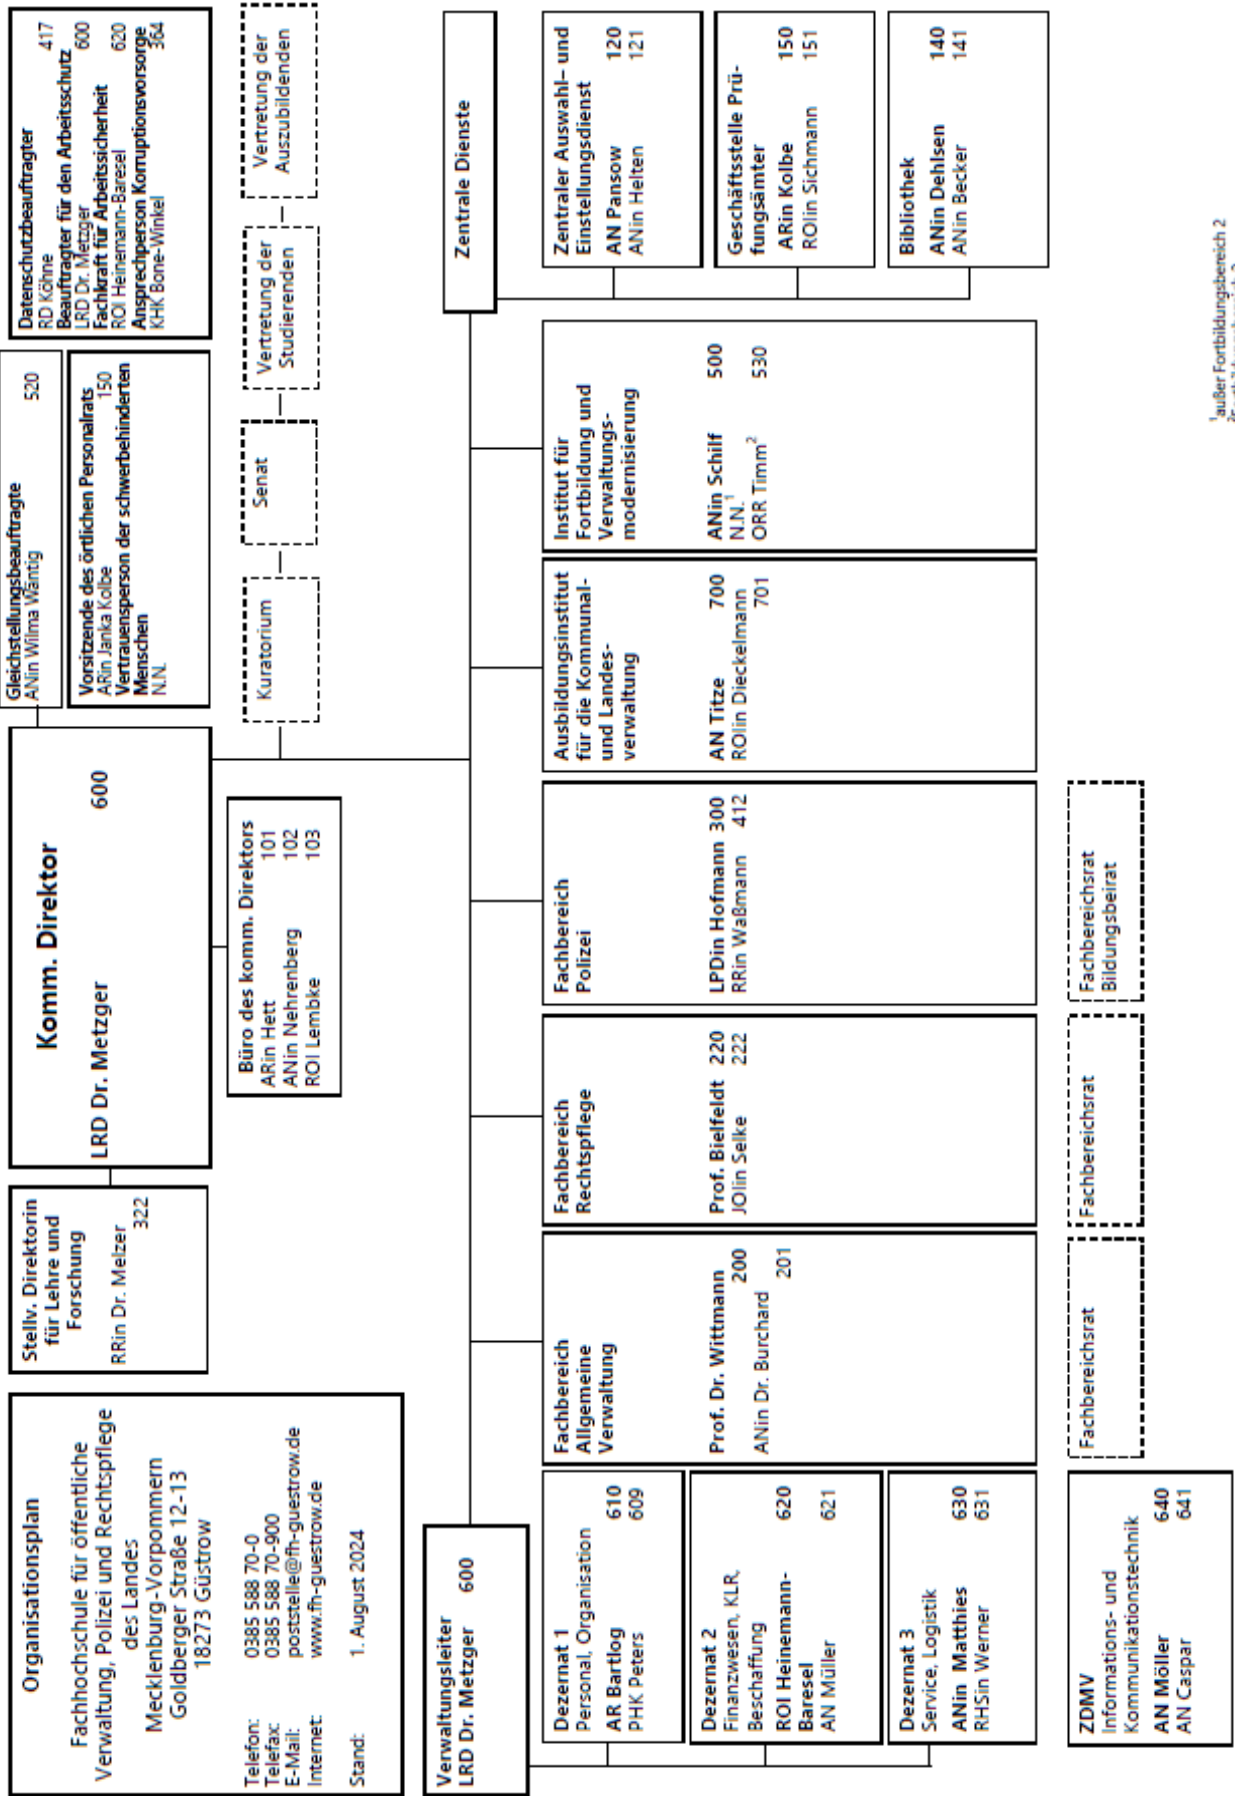 Organisationsplan
Fachhochschule für öffentliche
Verwaltung, Polizei und Rechtspflege
des Landes
Mecklenburg-Vorpommern
Goldberger Straße 12-13
18273 Güstrow
Telefon: 0385 588 70-0
Telefax: 0385 588 70-900
E-Mail: poststelle@fh-guestrow.de
Internet: www.fh-guestrow.de
Stand: 1. August 2024
Stellv. Direktorin
für Lehre und
Forschung
RRin Dr. Melzer
322
Komm. Direktor
LRD Dr. Metzger 600
Gleichstellungsbeauftragte
ANin Wilma Wäntig 520
Vorsitzende des örtlichen Personalrats
ARin Janka Kolbe 150
Vertrauensperson der schwerbehinderten
Menschen
N.N.
Datenschutzbeauftragter
RD Köhne 417
Beauftragter für den Arbeitsschutz
LRD Dr. Metzger 600
Fachkraft für Arbeitssicherheit
ROI Heinemann-Baresel 620
Ansprechperson Korruptionsvorsorge
KHK Bone-Winkel 364
Büro des komm. Direktors
ARin Hett 101
ANin Nehrenberg 102
ROI Lembke 103
Kuratorium
Senat
Vertretung der
Studierenden
Vertretung der
Auszubildenden
Verwaltungsleiter
LRD Dr. Metzger 600
Zentrale Dienste
Dezernat 1
Personal, Organisation
AR Bartlog 610
PHK Peters 609
Dezernat 2
Finanzwesen, KLR,
Beschaffung
ROI Heinemann-
Baresel 620
AN Müller 621
Dezernat 3
Service, Logistik
ANin Matthies 630
RHSin Werner 631
Fachbereich
Allgemeine
Verwaltung
Prof. Dr. Wittmann
200
ANin Dr. Burchard
201
Fachbereich
Rechtspflege
Prof. Bielfeldt 220
JOIin Selke 222
Fachbereich
Polizei
LPDin Hofmann 300
RRin Waßmann 412
Ausbildungsinstitut
für die Kommunal-
und Landes-
verwaltung
AN Titze 700
ROIin Dieckelmann
701
Institut für
Fortbildung und
Verwaltungs-
modernisierung
ANin Schilf 500
N.N.¹
ORR Timm² 530
Zentraler Auswahl- und
Einstellungsdienst
AN Pansow 120
ANin Helten 121
Geschäftsstelle Prü-
fungsämter
ARin Kolbe 150
ROIin Sichmann 151
Bibliothek
ANin Dehlsen 140
ANin Becker 141
ZDMV
Informations- und
Kommunikationstechnik
AN Möller 640
AN Caspar 641
Fachbereichsrat
Fachbereichsrat
Fachbereichsrat
Bildungsbeirat
¹außer Fortbildungsbereich 2